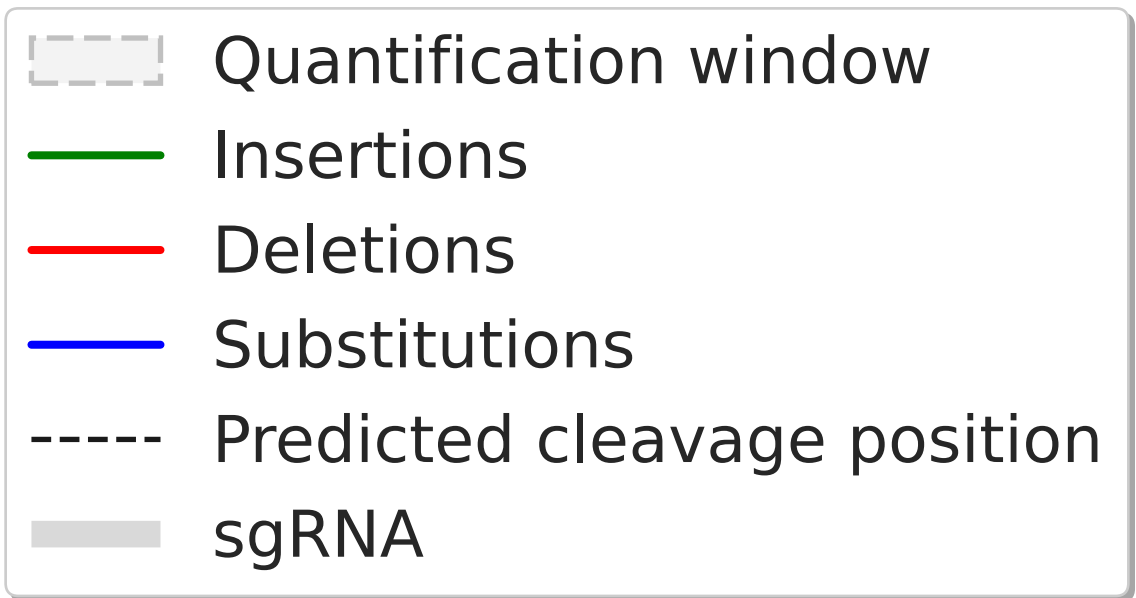 Quantification window
Insertions
Deletions
Substitutions
Predicted cleavage position
sgRNA